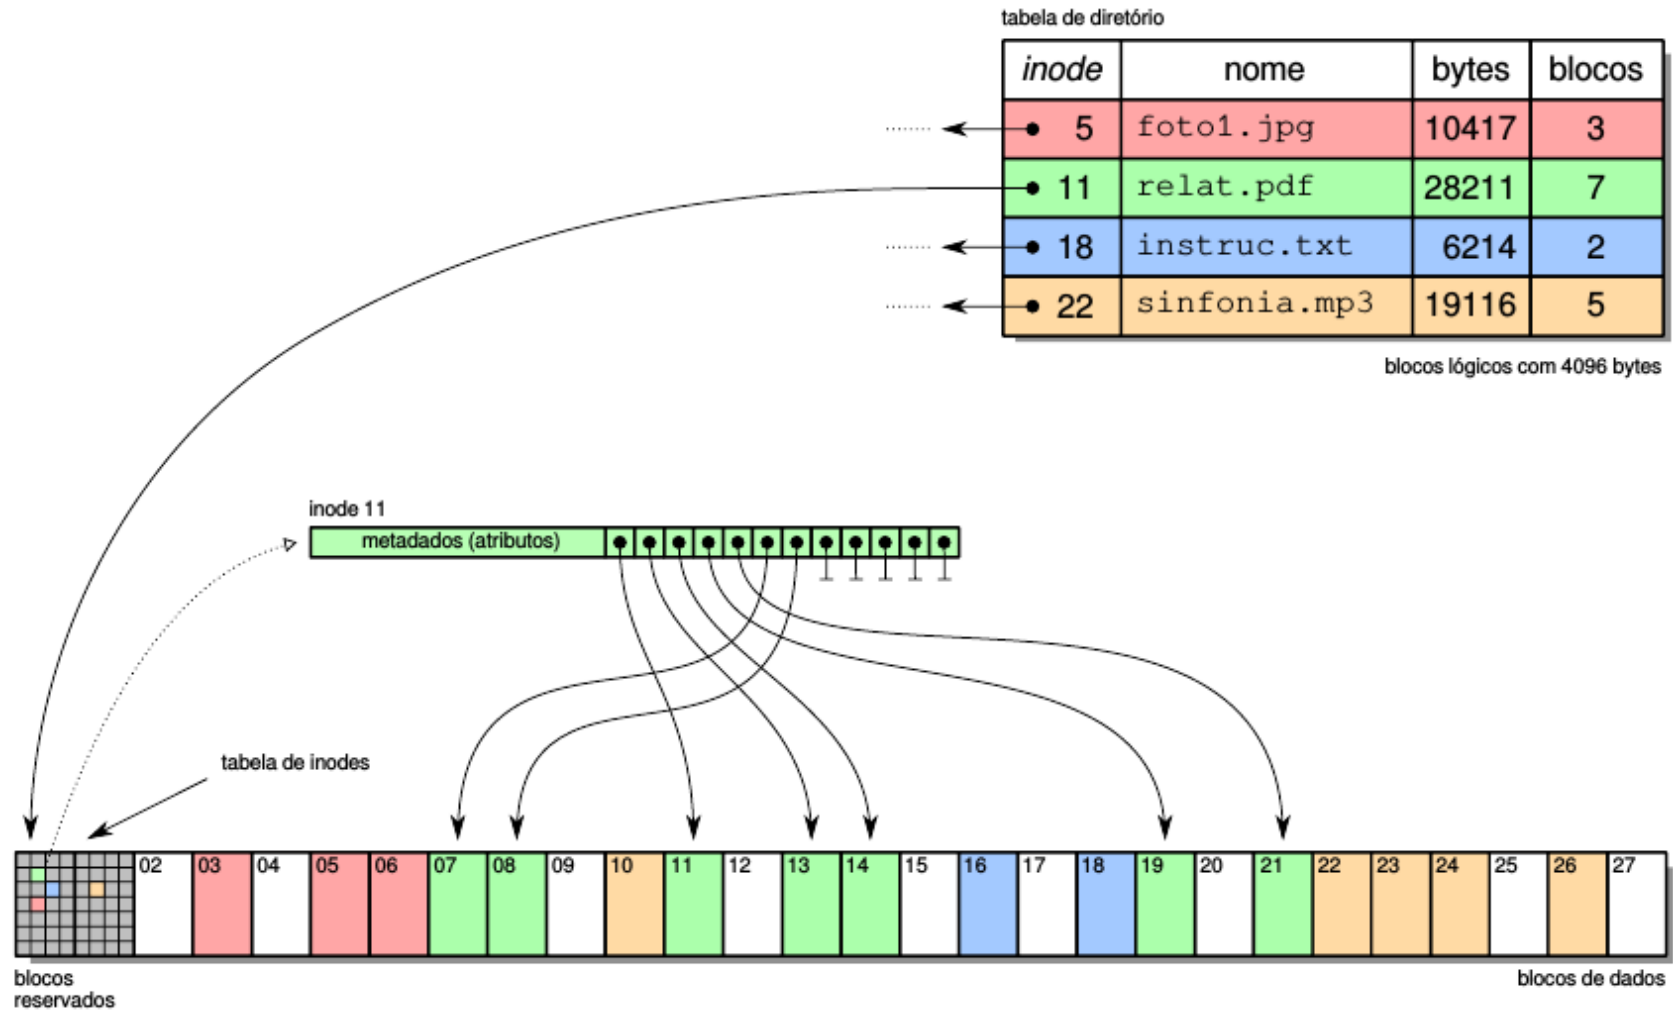 tabela de diretório
inode nome bytes blocos
5 foto1.jpg 10417 3
11 relat.pdf 28211 7
18 instruc.txt 6214 2
22 sinfonia.mp3 19116 5
blocos lógicos com 4096 bytes
inode 11
metadados (atributos)
tabela de inodes
02 03 04 05 06 07 08 09 10 11 12 13 14 15 16 17 18 19 20 21 22 23 24 25 26 27
blocos
reservados
blocos de dados